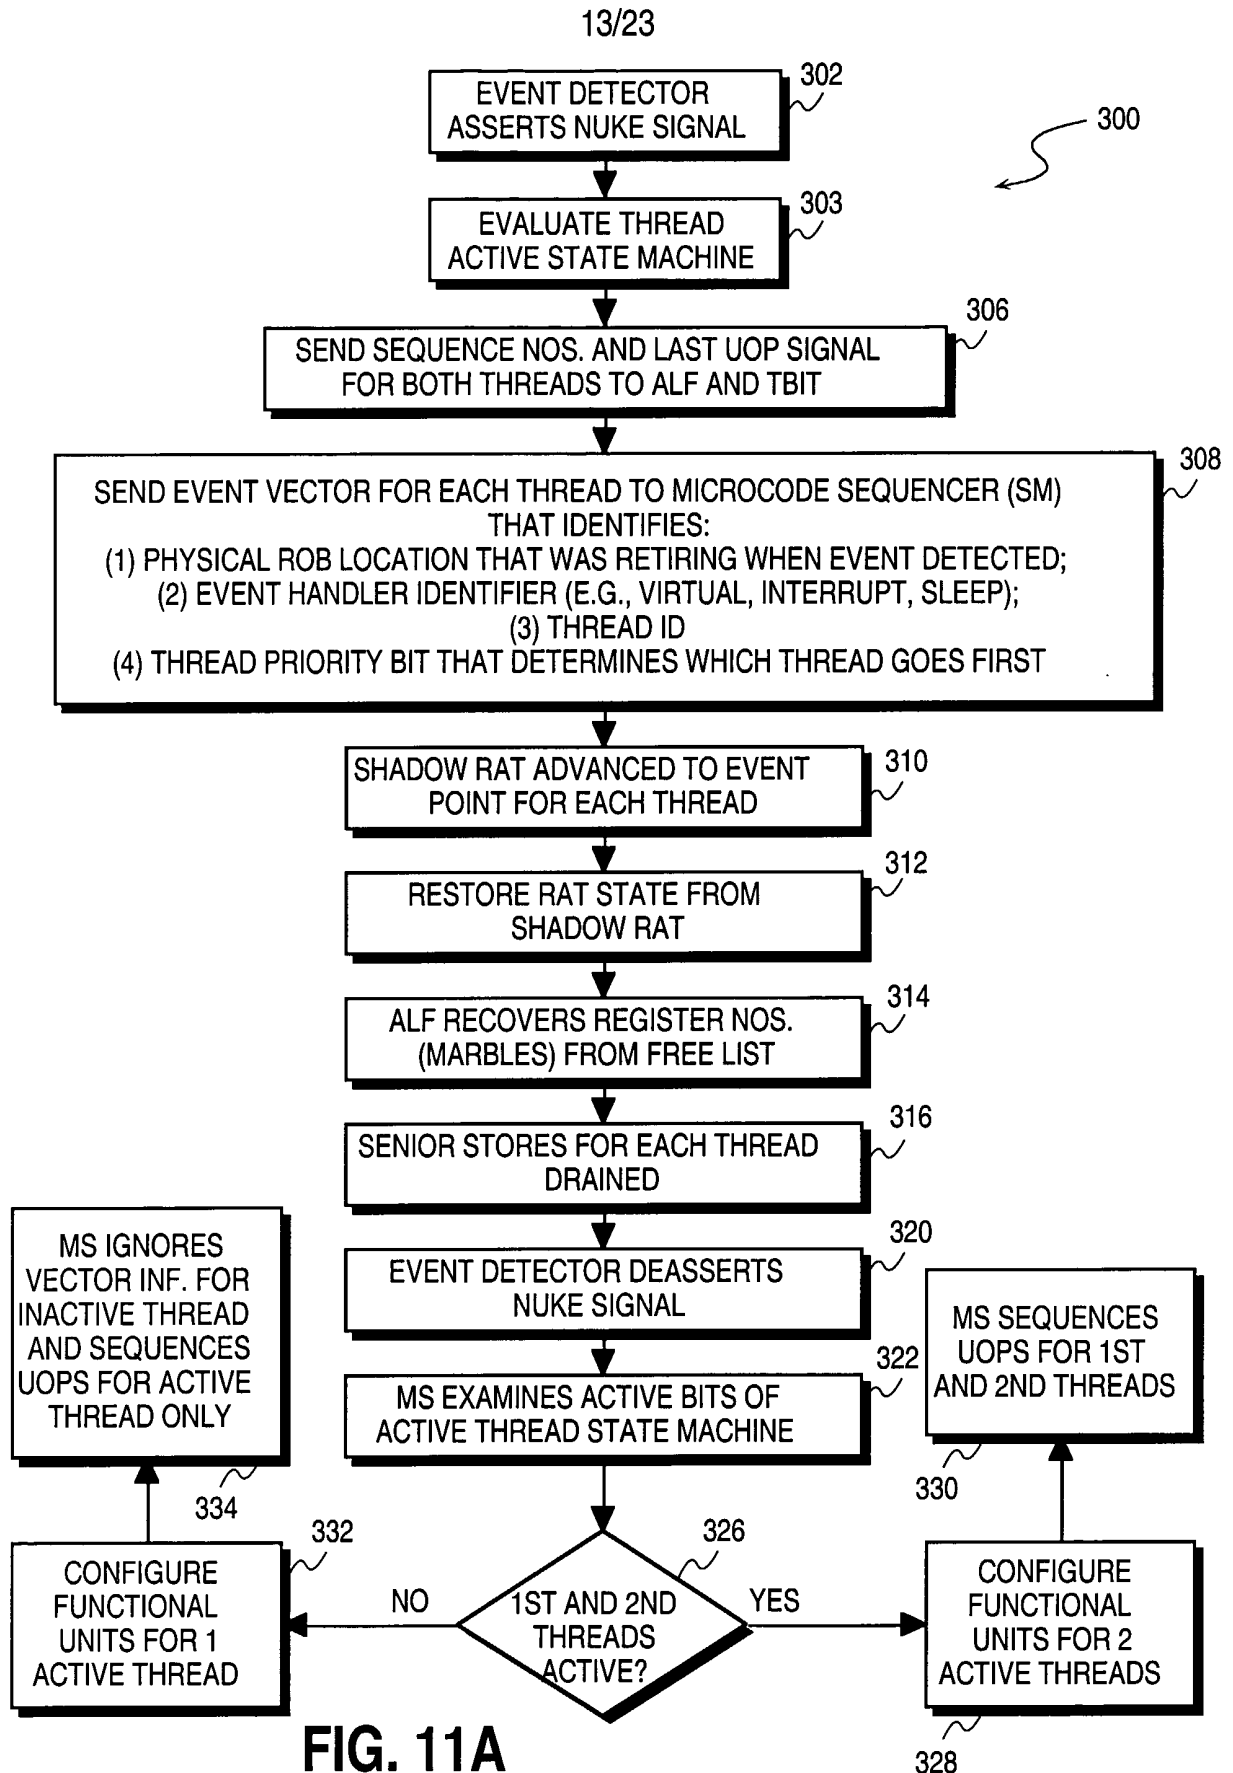 13/23
302
EVENT DETECTOR
ASSERTS NUKE SIGNAL
300
303
EVALUATE THREAD
ACTIVE STATE MACHINE
306
SEND SEQUENCE NOS. AND LAST UOP SIGNAL
FOR BOTH THREADS TO ALF AND TBIT
308
SEND EVENT VECTOR FOR EACH THREAD TO MICROCODE SEQUENCER (SM)
THAT IDENTIFIES:
(1) PHYSICAL ROB LOCATION THAT WAS RETIRING WHEN EVENT DETECTED;
(2) EVENT HANDLER IDENTIFIER (E.G., VIRTUAL, INTERRUPT, SLEEP);
(3) THREAD ID
(4) THREAD PRIORITY BIT THAT DETERMINES WHICH THREAD GOES FIRST
310
SHADOW RAT ADVANCED TO EVENT
POINT FOR EACH THREAD
312
RESTORE RAT STATE FROM
SHADOW RAT
314
ALF RECOVERS REGISTER NOS.
(MARBLES) FROM FREE LIST
316
SENIOR STORES FOR EACH THREAD
DRAINED
320
EVENT DETECTOR DEASSERTS
NUKE SIGNAL
322
MS EXAMINES ACTIVE BITS OF
ACTIVE THREAD STATE MACHINE
326
1ST AND 2ND
THREADS
ACTIVE?
NO
YES
332
CONFIGURE
FUNCTIONAL
UNITS FOR 1
ACTIVE THREAD
MS IGNORES
VECTOR INF. FOR
INACTIVE THREAD
AND SEQUENCES
UOPS FOR ACTIVE
THREAD ONLY
334
CONFIGURE
FUNCTIONAL
UNITS FOR 2
ACTIVE THREADS
328
MS SEQUENCES
UOPS FOR 1ST
AND 2ND THREADS
330
FIG. 11A